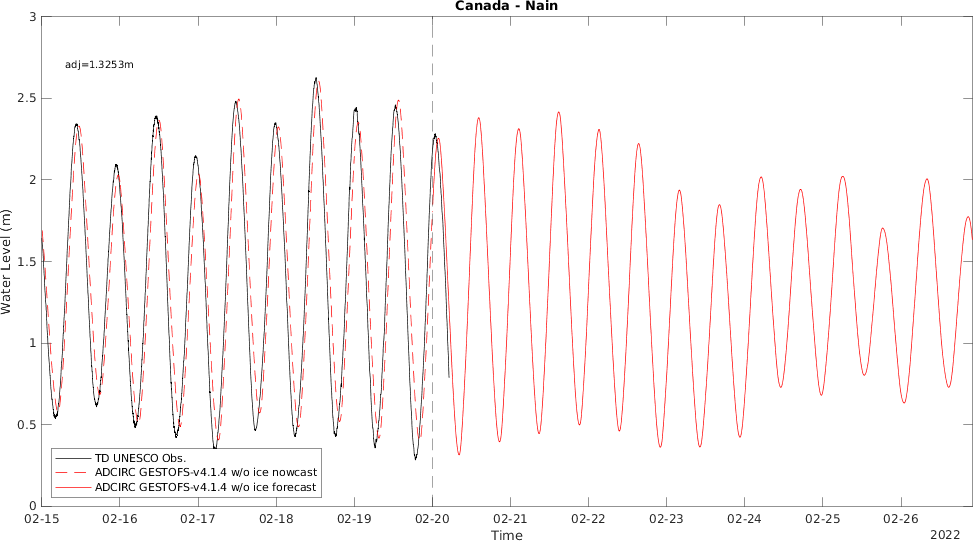 Canada - Nain
3
adj=1.3253m
2.5
2
1.5
1
0.5
0
Water Level (m)
TD UNESCO Obs.
ADCIRC GESTOFS-v4.1.4 w/o ice nowcast
ADCIRC GESTOFS-v4.1.4 w/o ice forecast
02-15 02-16 02-17 02-18 02-19 02-20 02-21 02-22 02-23 02-24 02-25 02-26
Time
2022